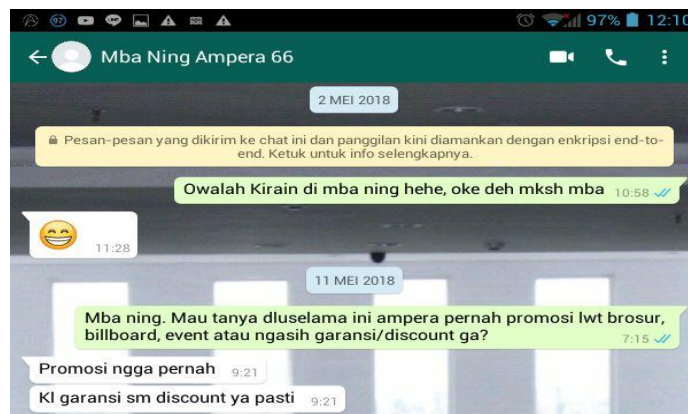 97 97% 12:10
Mba Ning Ampera 66
2 MEI 2018
Pesan-pesan yang dikirim ke chat ini dan panggilan kini diamankan dengan enkripsi end-to-
end. Ketuk untuk info selengkapnya.
Owalah Kirain di mba ning hehe, oke deh mksh mba 10:58
11:28
11 MEI 2018
Mba ning. Mau tanya dluselama ini ampera pernah promosi lwt brosur,
billboard, event atau ngasih garansi/discount ga?
7:15
Promosi ngga pernah 9:21
Kl garansi sm discount ya pasti 9:21